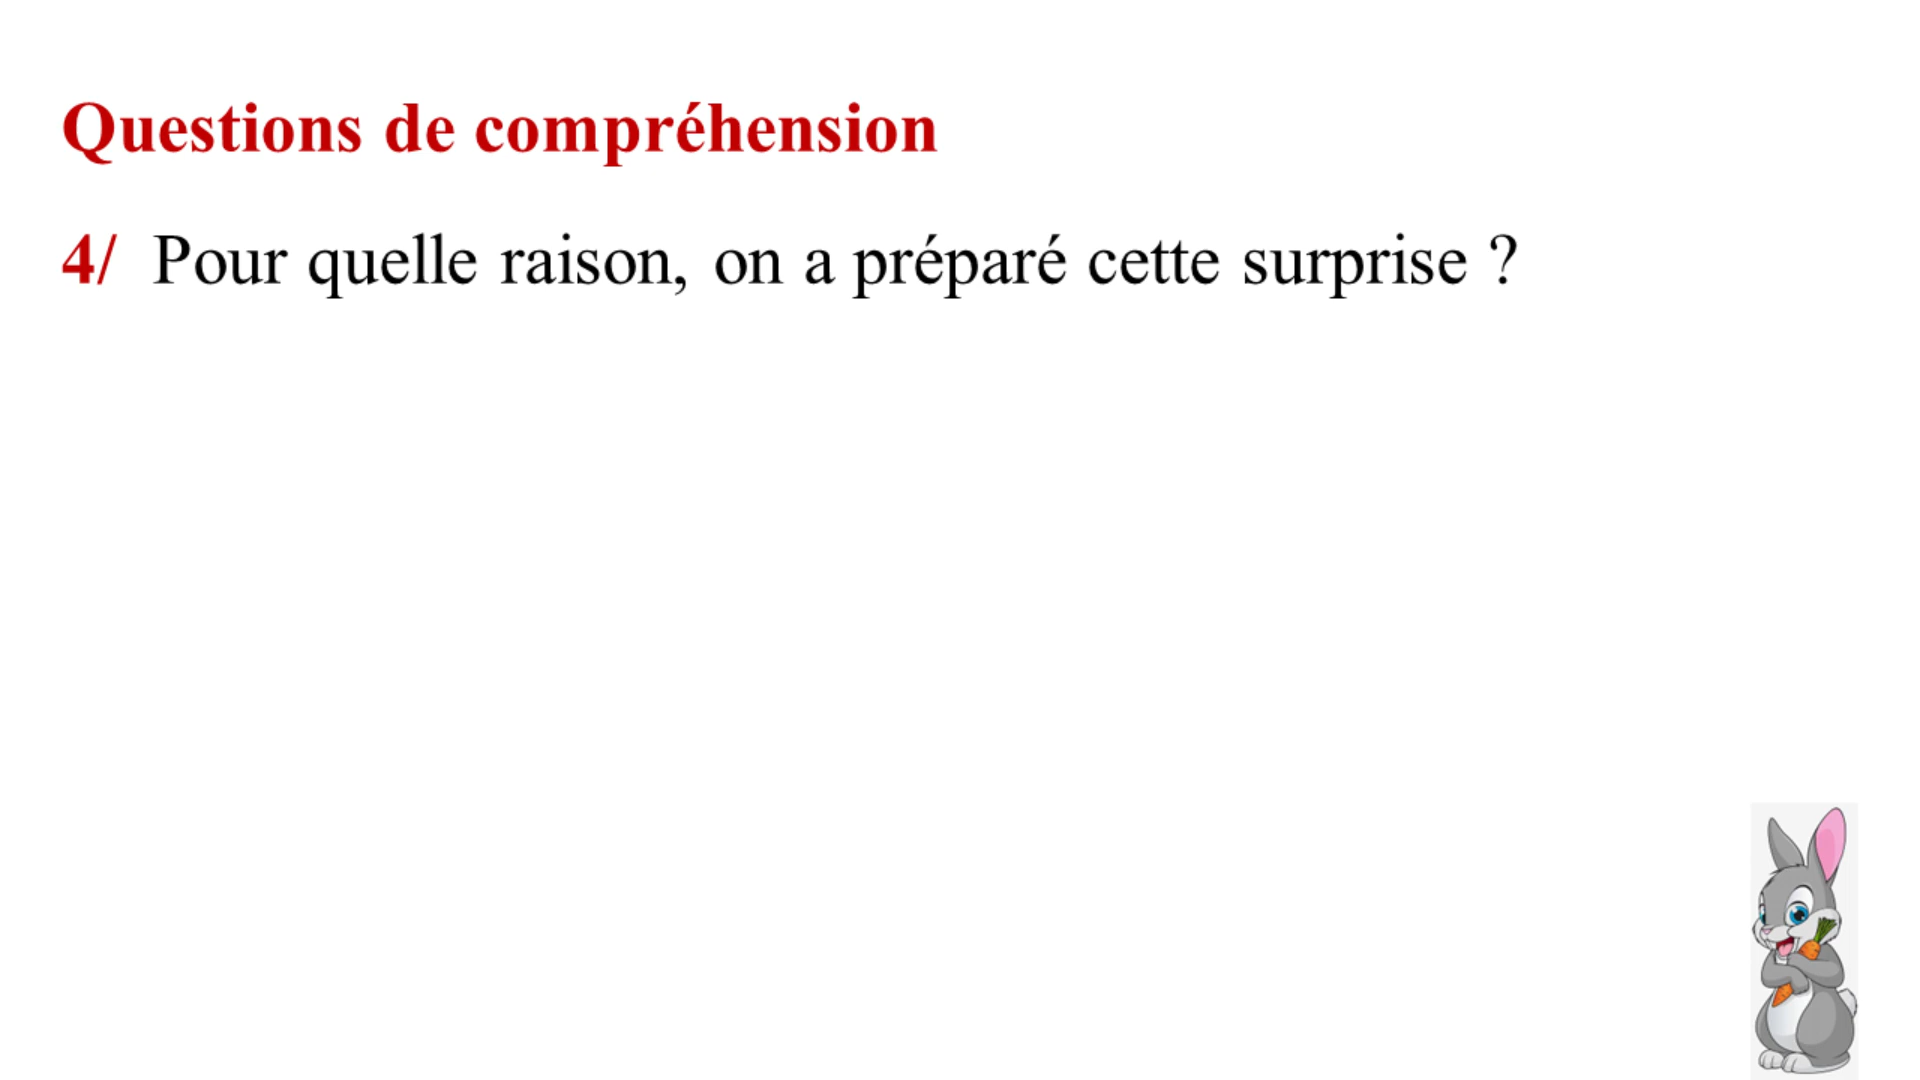 Questions de compréhension
4/ Pour quelle raison, on a préparé cette surprise ?